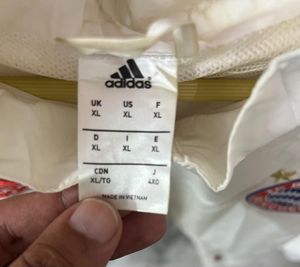 adidas
UK US F
XL XL XL
D I E
XL XL XL
CDN J
XL/TG 4XO
MADE IN VIETNAM